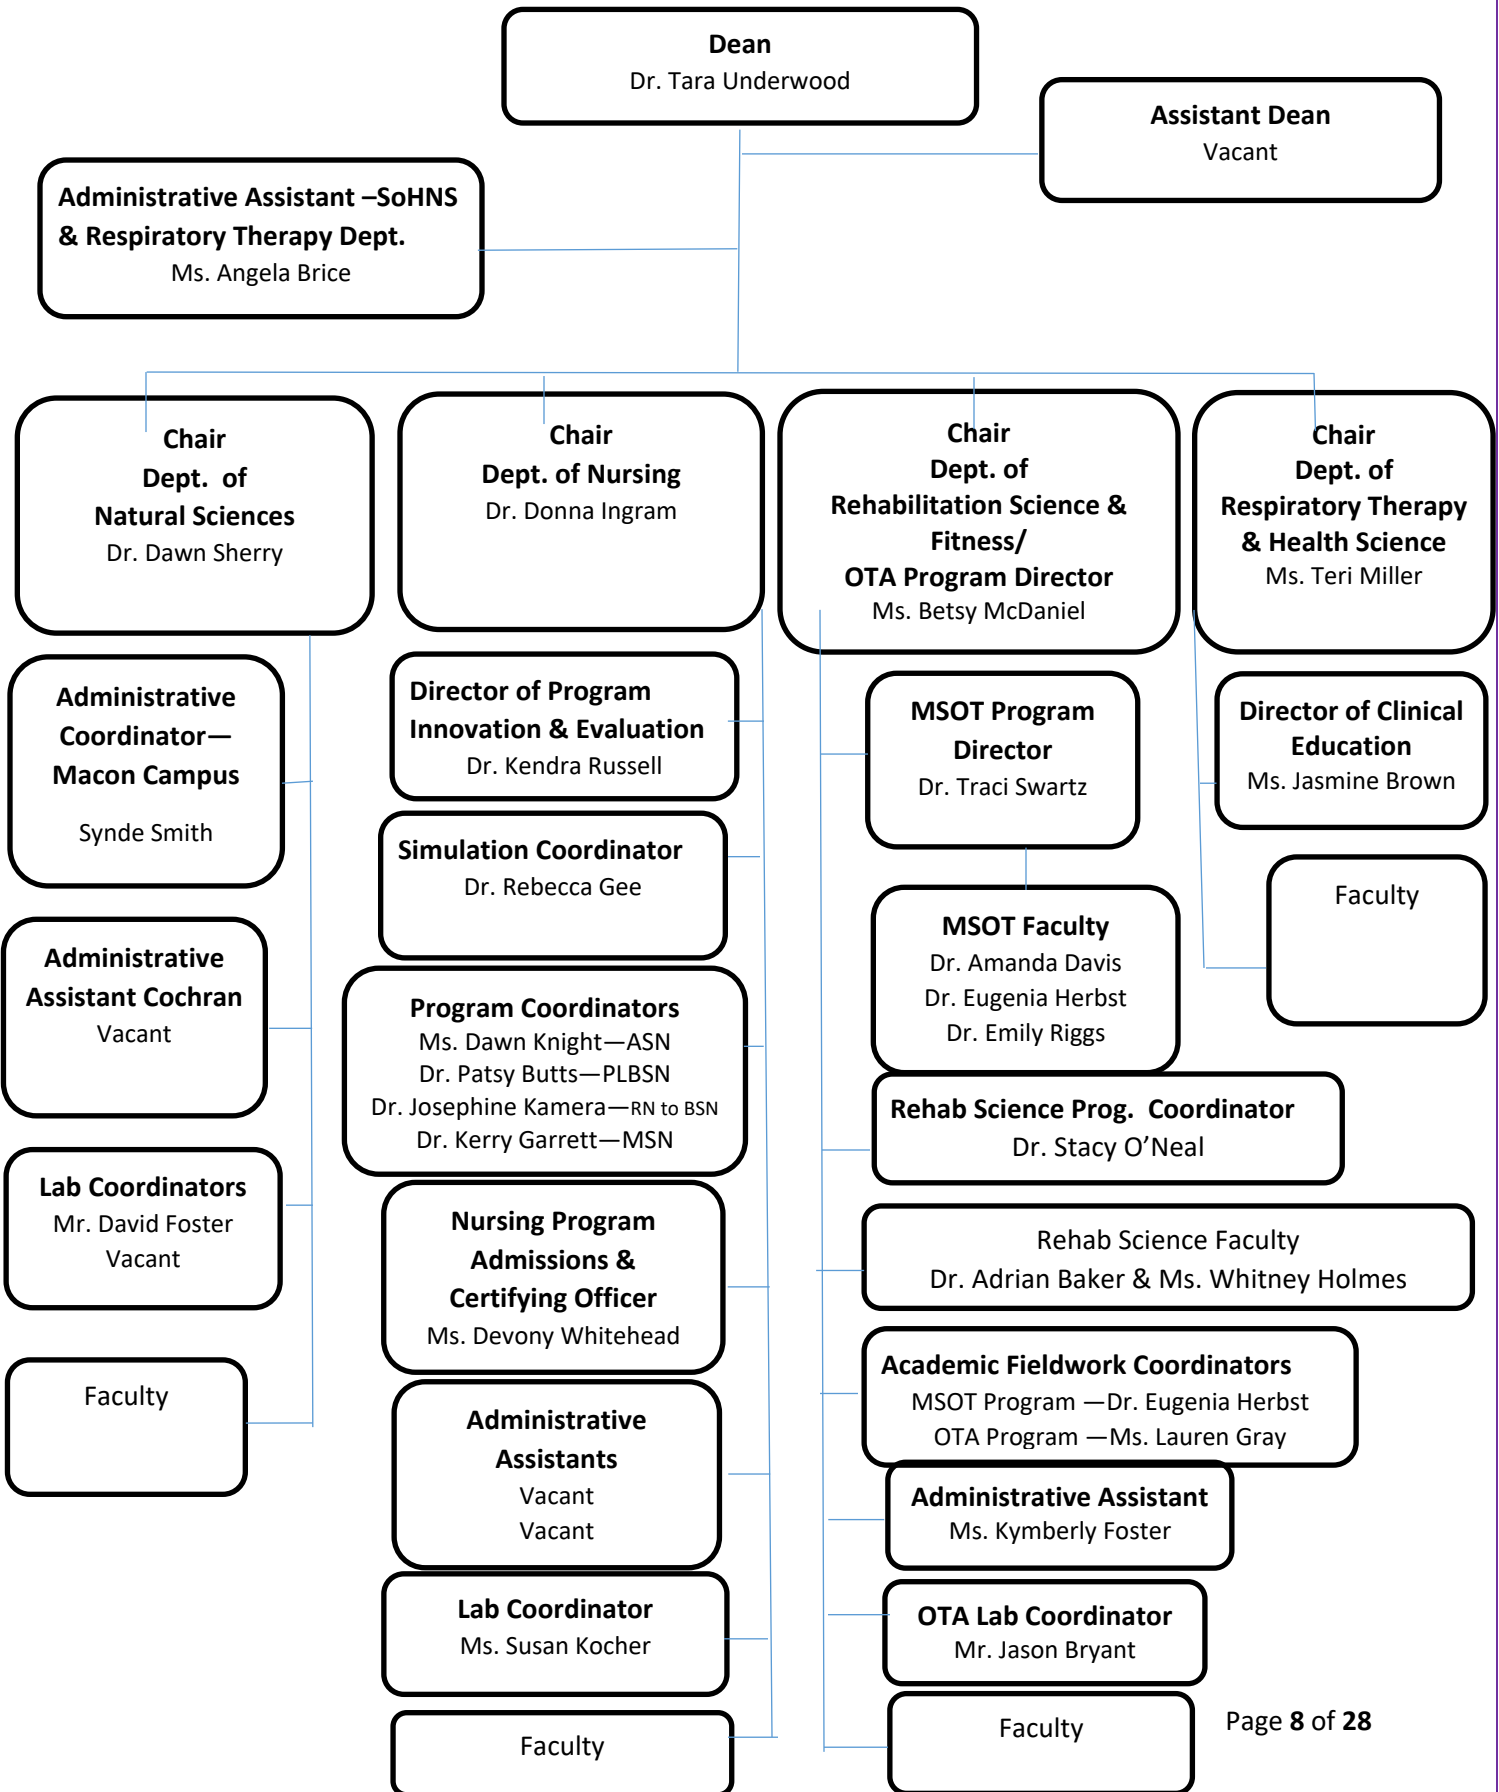 Dean
Dr. Tara Underwood
Assistant Dean
Vacant
Administrative Assistant –SoHNS
& Respiratory Therapy Dept.
Ms. Angela Brice
Chair
Dept.  of
Natural Sciences
Dr. Dawn Sherry
Chair
Dept. of Nursing
Dr. Donna Ingram
Chair
Dept. of
Rehabilitation Science &
Fitness/
OTA Program Director
Ms. Betsy McDaniel
Chair
Dept. of
Respiratory Therapy
& Health Science
Ms. Teri Miller
Administrative
Coordinator—
Macon Campus
Synde Smith
Administrative
Assistant Cochran
Vacant
Lab Coordinators
Mr. David Foster
Vacant
Faculty
Director of Program
Innovation & Evaluation
Dr. Kendra Russell
Simulation Coordinator
Dr. Rebecca Gee
Program Coordinators
Ms. Dawn Knight—ASN
Dr. Patsy Butts—PLBSN
Dr. Josephine Kamera—RN to BSN
Dr. Kerry Garrett—MSN
Nursing Program
Admissions &
Certifying Officer
Ms. Devony Whitehead
Administrative
Assistants
Vacant
Vacant
Lab Coordinator
Ms. Susan Kocher
Faculty
MSOT Program
Director
Dr. Traci Swartz
MSOT Faculty
Dr. Amanda Davis
Dr. Eugenia Herbst
Dr. Emily Riggs
Rehab Science Prog.  Coordinator
Dr. Stacy O’Neal
Rehab Science Faculty
Dr. Adrian Baker & Ms. Whitney Holmes
Academic Fieldwork Coordinators
MSOT Program —Dr. Eugenia Herbst
OTA Program —Ms. Lauren Gray
Administrative Assistant
Ms. Kymberly Foster
OTA Lab Coordinator
Mr. Jason Bryant
Faculty
Director of Clinical
Education
Ms. Jasmine Brown
Faculty
Page 8 of 28